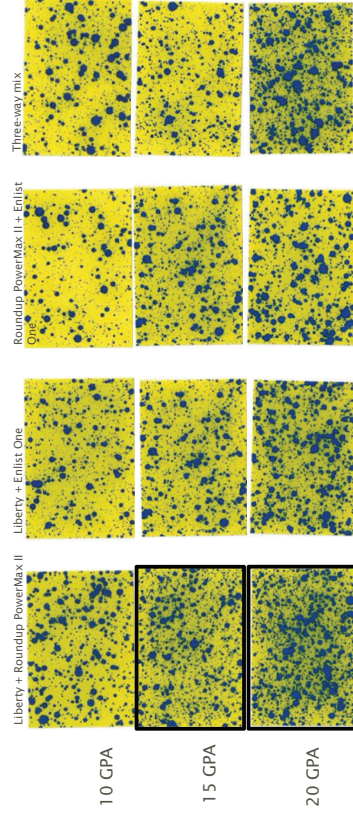 Liberty + Roundup PowerMax II
Liberty + Enlist One
Roundup PowerMax II + Enlist
One
Three-way mix
10 GPA
15 GPA
20 GPA